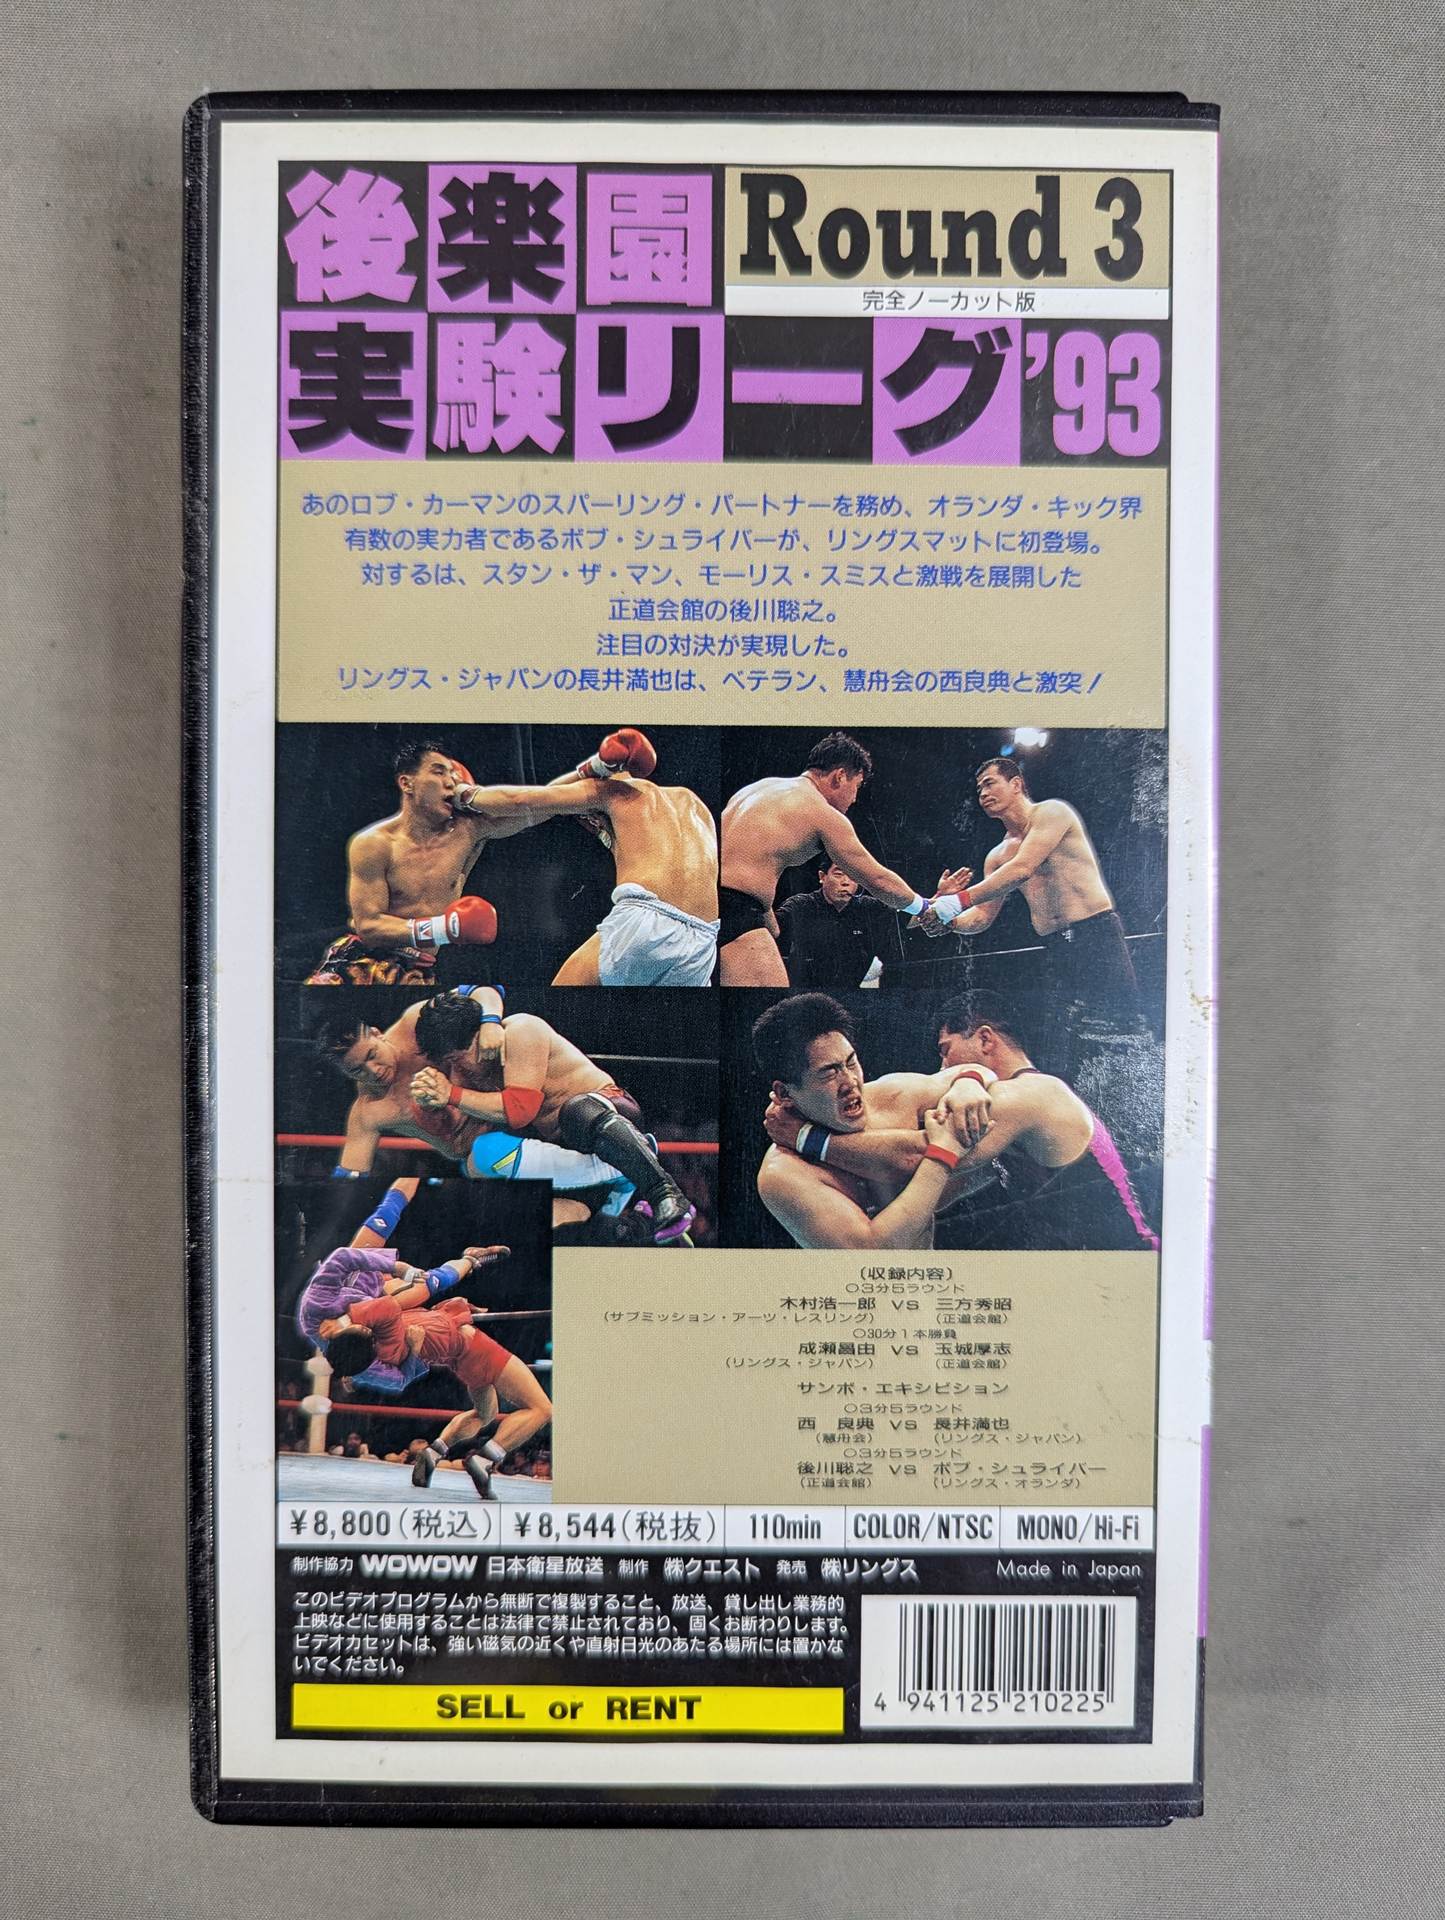 後楽園
Round 3
完全ノーカット版
実験リーグ'93
あのロブ・カーマンのスパーリング・パートナーを務め、オランダ・キック界
有数の実力者であるボブ・シュライバーが、リングスマットに初登場。
対するは、スタン・ザ・マン、モーリス・スミスと激戦を展開した
正道会館の後川聡之。
注目の対決が実現した。
リングス・ジャパンの長井満也は、ベテラン、慧舟会の西良典と激突!
〔収録内容〕
○3分5ラウンド
木村浩一郎 VS 三方秀昭
(サブミッション・アーツ・レスリング) (正道会館)
○30分1本勝負
成瀬昌由 VS 玉城厚志
(リングス・ジャパン) (正道会館)
サンボ・エキシビション
○3分5ラウンド
西 良典 VS 長井満也
(慧舟会) (リングス・ジャパン)
○3分5ラウンド
後川聡之 VS ボブ・シュライバー
(正道会館) (リングス・オランダ)
¥8,800(税込) ¥8,544(税抜) 110min COLOR/NTSC MONO/Hi-Fi
制作協力 WOWOW 日本衛星放送 制作 ㈱クエスト 発売 ㈱リングス Made in Japan
このビデオプログラムから無断で複製すること、放送、貸し出し業務的
上映などに使用することは法律で禁止されており、固くお断わりします。
ビデオカセットは、強い磁気の近くや直射日光のあたる場所には置かな
いでください。
SELL or RENT
4 941125 210225